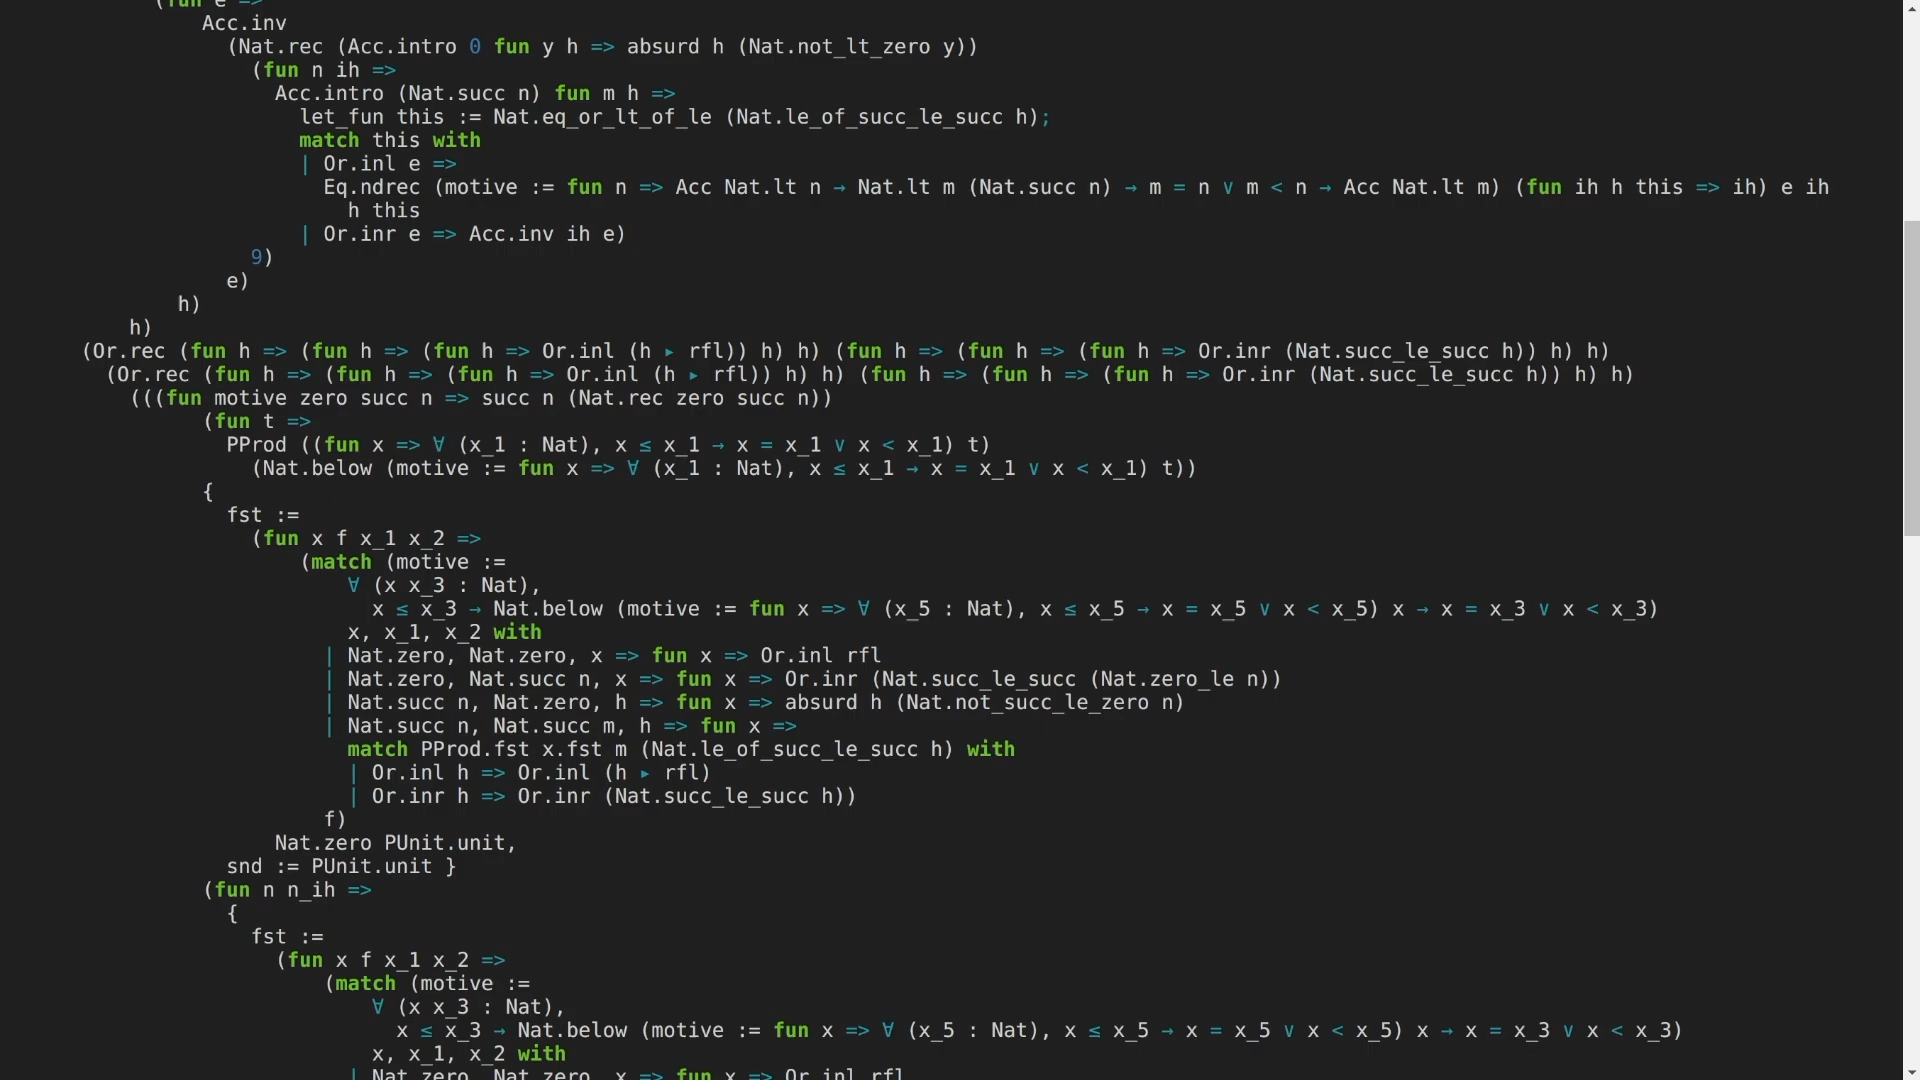 (fun e =>
Acc.inv
(Nat.rec (Acc.intro 0 fun y h => absurd h (Nat.not_lt_zero y))
(fun n ih =>
Acc.intro (Nat.succ n) fun m h =>
let_fun this := Nat.eq_or_lt_of_le (Nat.le_of_succ_le_succ h);
match this with
| Or.inl e =>
Eq.ndrec (motive := fun n => Acc Nat.lt n → Nat.lt m (Nat.succ n) → m = n ∨ m < n → Acc Nat.lt m) (fun ih h this => ih) e ih
h this
| Or.inr e => Acc.inv ih e)
9)
e)
h)
h)
(Or.rec (fun h => (fun h => (fun h => Or.inl (h ▸ rfl)) h) h) (fun h => (fun h => (fun h => Or.inr (Nat.succ_le_succ h)) h) h)
(Or.rec (fun h => (fun h => (fun h => Or.inl (h ▸ rfl)) h) h) (fun h => (fun h => (fun h => Or.inr (Nat.succ_le_succ h)) h) h)
(((fun motive zero succ n => succ n (Nat.rec zero succ n))
(fun t =>
PProd ((fun x => ∀ (x_1 : Nat), x ≤ x_1 → x = x_1 ∨ x < x_1) t)
(Nat.below (motive := fun x => ∀ (x_1 : Nat), x ≤ x_1 → x = x_1 ∨ x < x_1) t))
{
fst :=
(fun x f x_1 x_2 =>
(match (motive :=
∀ (x x_3 : Nat),
x ≤ x_3 → Nat.below (motive := fun x => ∀ (x_5 : Nat), x ≤ x_5 → x = x_5 ∨ x < x_5) x → x = x_3 ∨ x < x_3)
x, x_1, x_2 with
| Nat.zero, Nat.zero, x => fun x => Or.inl rfl
| Nat.zero, Nat.succ n, x => fun x => Or.inr (Nat.succ_le_succ (Nat.zero_le n))
| Nat.succ n, Nat.zero, h => fun x => absurd h (Nat.not_succ_le_zero n)
| Nat.succ n, Nat.succ m, h => fun x =>
match PProd.fst x.fst m (Nat.le_of_succ_le_succ h) with
| Or.inl h => Or.inl (h ▸ rfl)
| Or.inr h => Or.inr (Nat.succ_le_succ h))
f)
Nat.zero PUnit.unit,
snd := PUnit.unit }
(fun n n_ih =>
{
fst :=
(fun x f x_1 x_2 =>
(match (motive :=
∀ (x x_3 : Nat),
x ≤ x_3 → Nat.below (motive := fun x => ∀ (x_5 : Nat), x ≤ x_5 → x = x_5 ∨ x < x_5) x → x = x_3 ∨ x < x_3)
x, x_1, x_2 with
| Nat.zero, Nat.zero, x => fun x => Or.inl rfl